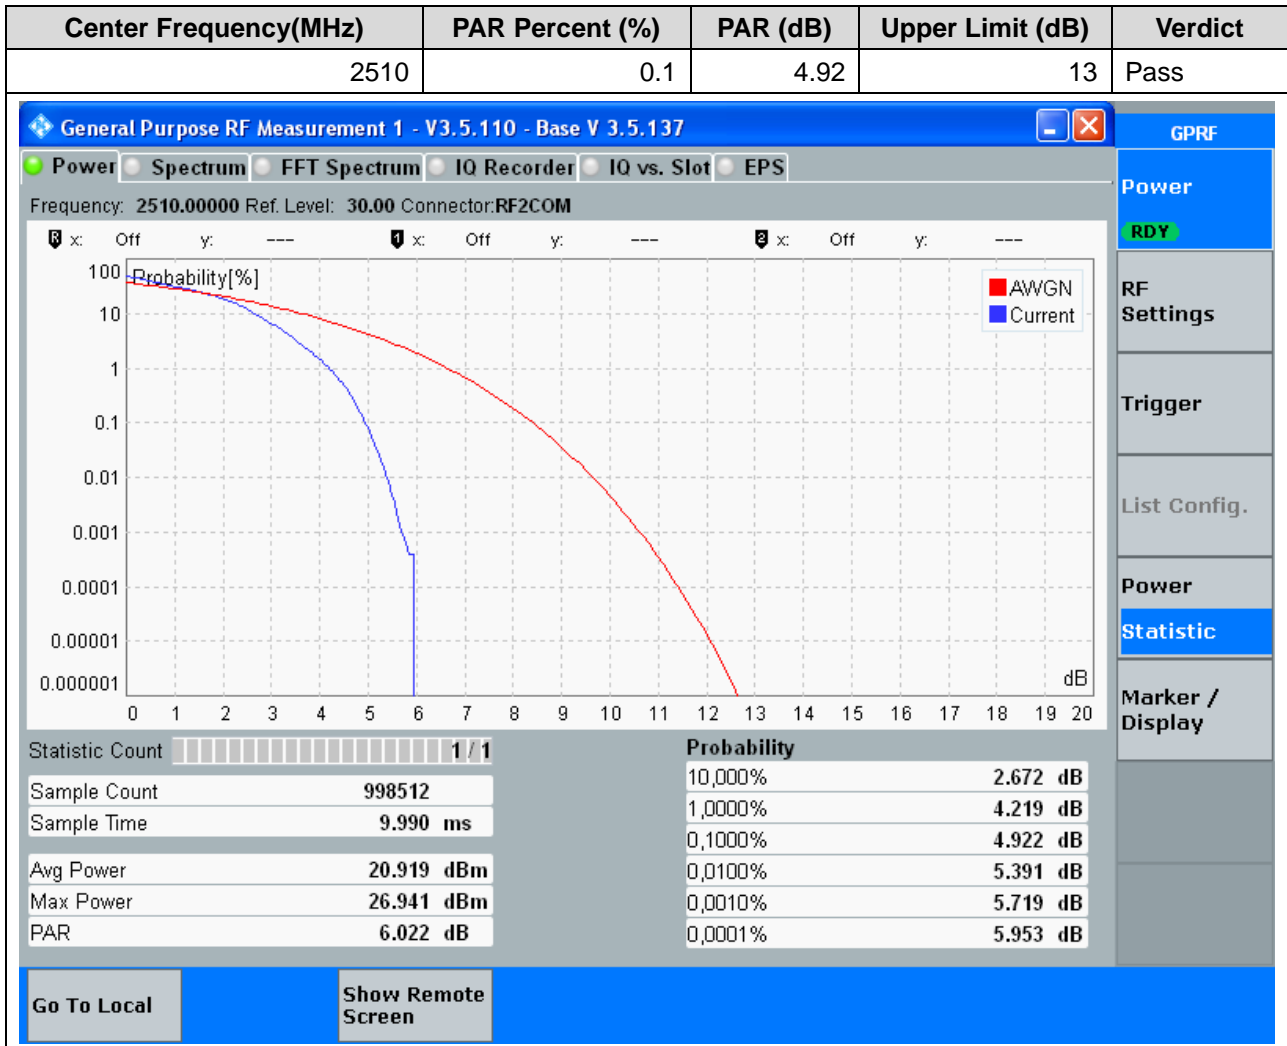 Center Frequency(MHz) PAR Percent (%) PAR (dB) Upper Limit (dB) Verdict
2510 0.1 4.92 13 Pass
General Purpose RF Measurement 1 - V3.5.110 - Base V 3.5.137
GPRF
Power Spectrum FFT Spectrum IQ Recorder IQ vs. Slot EPS
Frequency: 2510.00000 Ref. Level: 30.00 Connector:RF2COM
R x: Off y: --- 1 x: Off y: --- 2 x: Off y: ---
Probability[%]
AWGN
Current
100
10
1
0.1
0.01
0.001
0.0001
0.00001
0.000001
dB
0 1 2 3 4 5 6 7 8 9 10 11 12 13 14 15 16 17 18 19 20
Statistic Count 1 / 1
Sample Count 998512
Sample Time 9.990 ms
Avg Power 20.919 dBm
Max Power 26.941 dBm
PAR 6.022 dB
Probability
10,000% 2.672 dB
1,0000% 4.219 dB
0,1000% 4.922 dB
0,0100% 5.391 dB
0,0010% 5.719 dB
0,0001% 5.953 dB
Power
RDY
RF
Settings
Trigger
List Config.
Power
Statistic
Marker /
Display
Go To Local
Show Remote
Screen